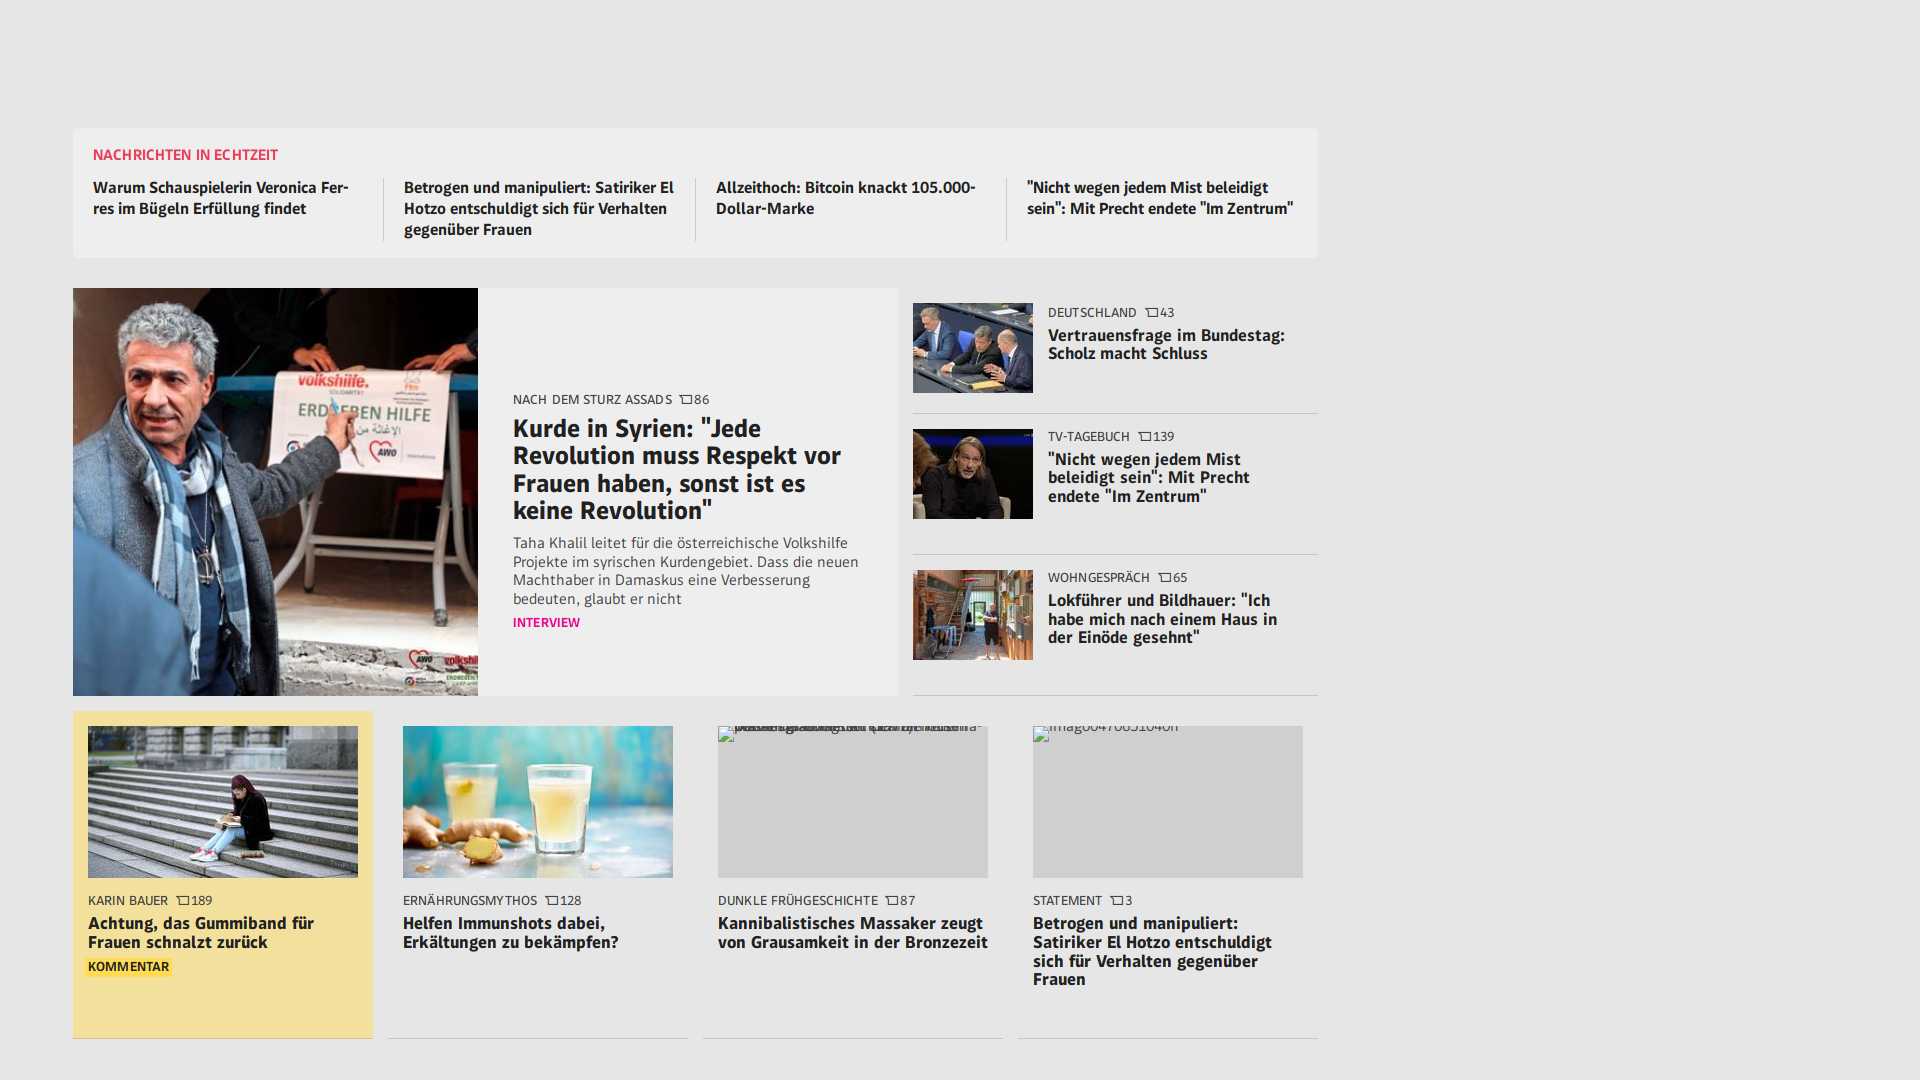 NACHRICHTEN IN ECHTZEIT
Warum Schauspielerin Veronica Fer-
res im Bügeln Erfüllung findet
Betrogen und manipuliert: Satiriker El
Hotzo entschuldigt sich für Verhalten
gegenüber Frauen
Allzeithoch: Bitcoin knackt 105.000-
Dollar-Marke
"Nicht wegen jedem Mist beleidigt
sein": Mit Precht endete "Im Zentrum"
volkshilfe.
SOLIDARITÄT
ERDBEBEN HILFE
AWO
International
AWO
NACH DEM STURZ ASSADS 86
Kurde in Syrien: "Jede
Revolution muss Respekt vor
Frauen haben, sonst ist es
keine Revolution"
Taha Khalil leitet für die österreichische Volkshilfe
Projekte im syrischen Kurdengebiet. Dass die neuen
Machthaber in Damaskus eine Verbesserung
bedeuten, glaubt er nicht
INTERVIEW
DEUTSCHLAND 43
Vertrauensfrage im Bundestag:
Scholz macht Schluss
TV-TAGEBUCH 139
"Nicht wegen jedem Mist
beleidigt sein": Mit Precht
endete "Im Zentrum"
WOHNGESPRÄCH 65
Lokführer und Bildhauer: "Ich
habe mich nach einem Haus in
der Einöde gesehnt"
KARIN BAUER 189
Achtung, das Gummiband für
Frauen schnalzt zurück
KOMMENTAR
ERNÄHRUNGSMYTHOS 128
Helfen Immunshots dabei,
Erkältungen zu bekämpfen?
DUNKLE FRÜHGESCHICHTE 87
Kannibalistisches Massaker zeugt
von Grausamkeit in der Bronzezeit
STATEMENT 3
Betrogen und manipuliert:
Satiriker El Hotzo entschuldigt
sich für Verhalten gegenüber
Frauen